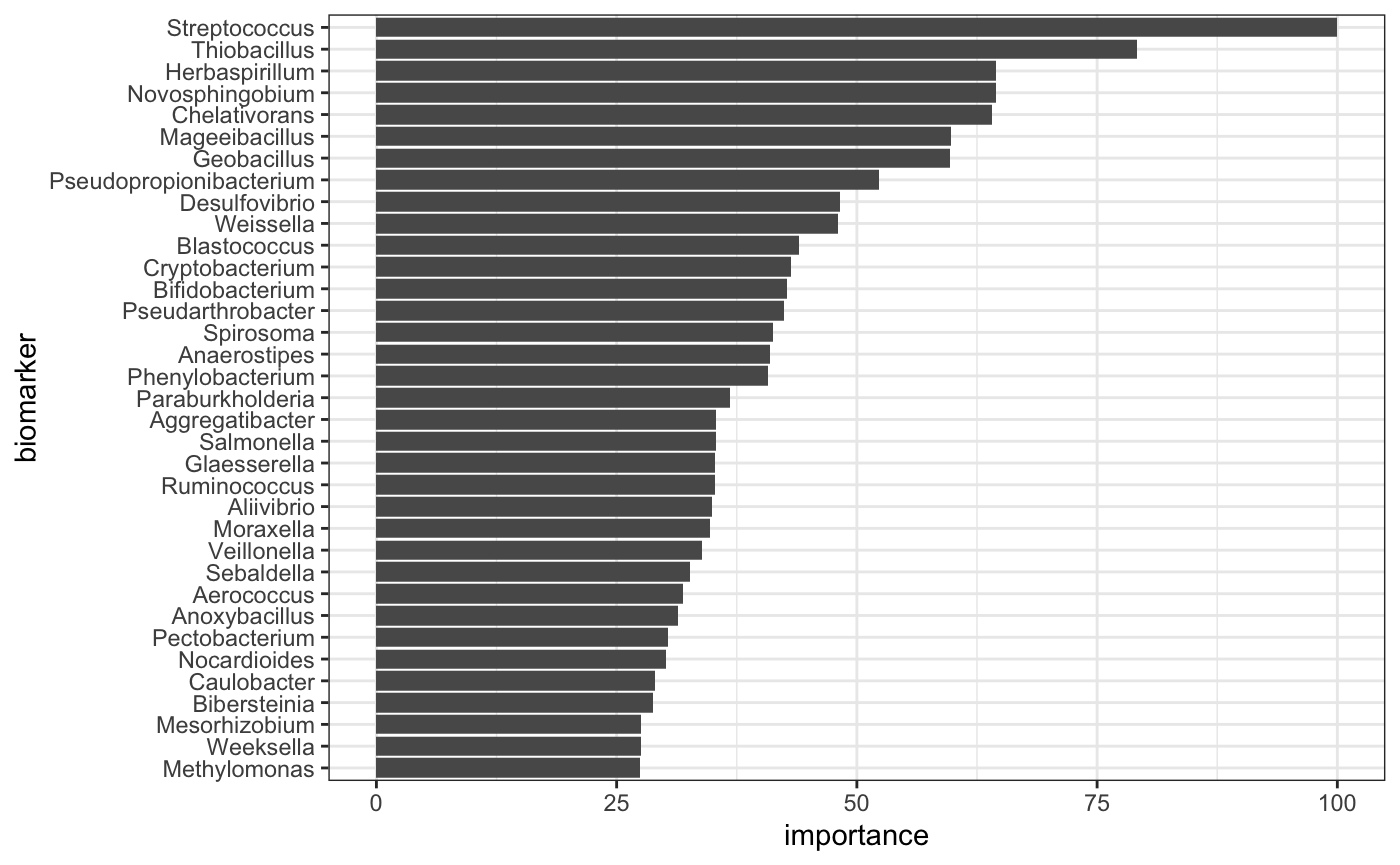 Streptococcus
Thiobacillus
Herbaspirillum
Novosphingobium
Chelativorans
Mageeibacillus
Geobacillus
Pseudopropionibacterium
Desulfovibrio
Weissella
Blastococcus
Cryptobacterium
Bifidobacterium
Pseudarthrobacter
Spirosoma
Anaerostipes
Phenylobacterium
Paraburkholderia
Aggregatibacter
Salmonella
Glaesserella
Ruminococcus
Aliivibrio
Moraxella
Veillonella
Sebaldella
Aerococcus
Anoxybacillus
Pectobacterium
Nocardioides
Caulobacter
Bibersteinia
Mesorhizobium
Weeksella
Methylomonas
biomarker
0 25 50 75 100
importance